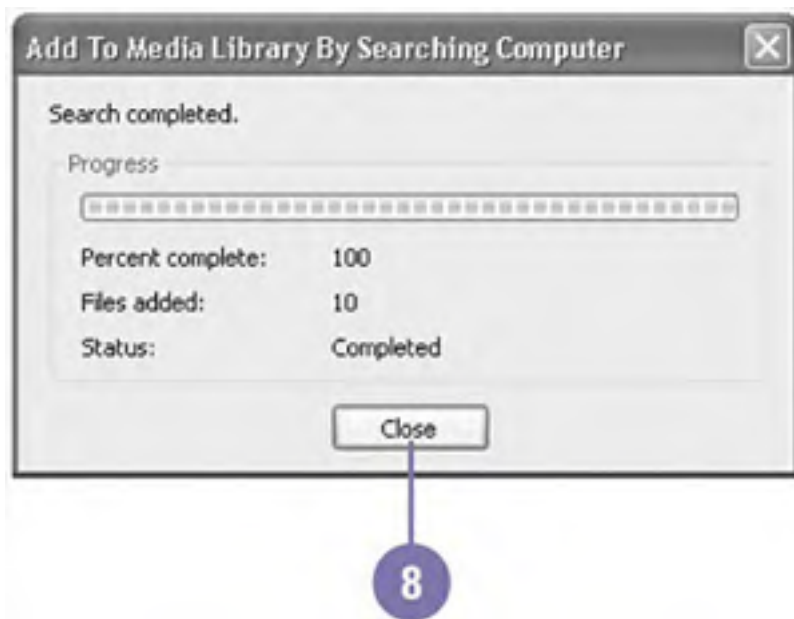 Add To Media Library By Searching Computer
Search completed.
Progress
Percent complete: 100
Files added: 10
Status: Completed
Close
8